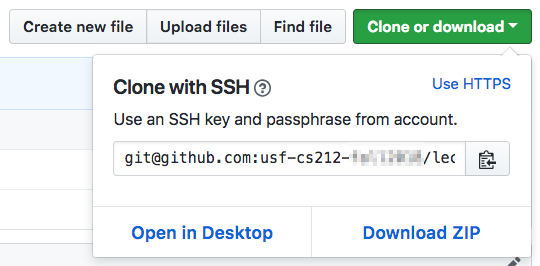 Create new file Upload files Find file Clone or download
Clone with SSH ? Use HTTPS
Use an SSH key and passphrase from account.
git@github.com:usf-cs212- /lec
Open in Desktop Download ZIP